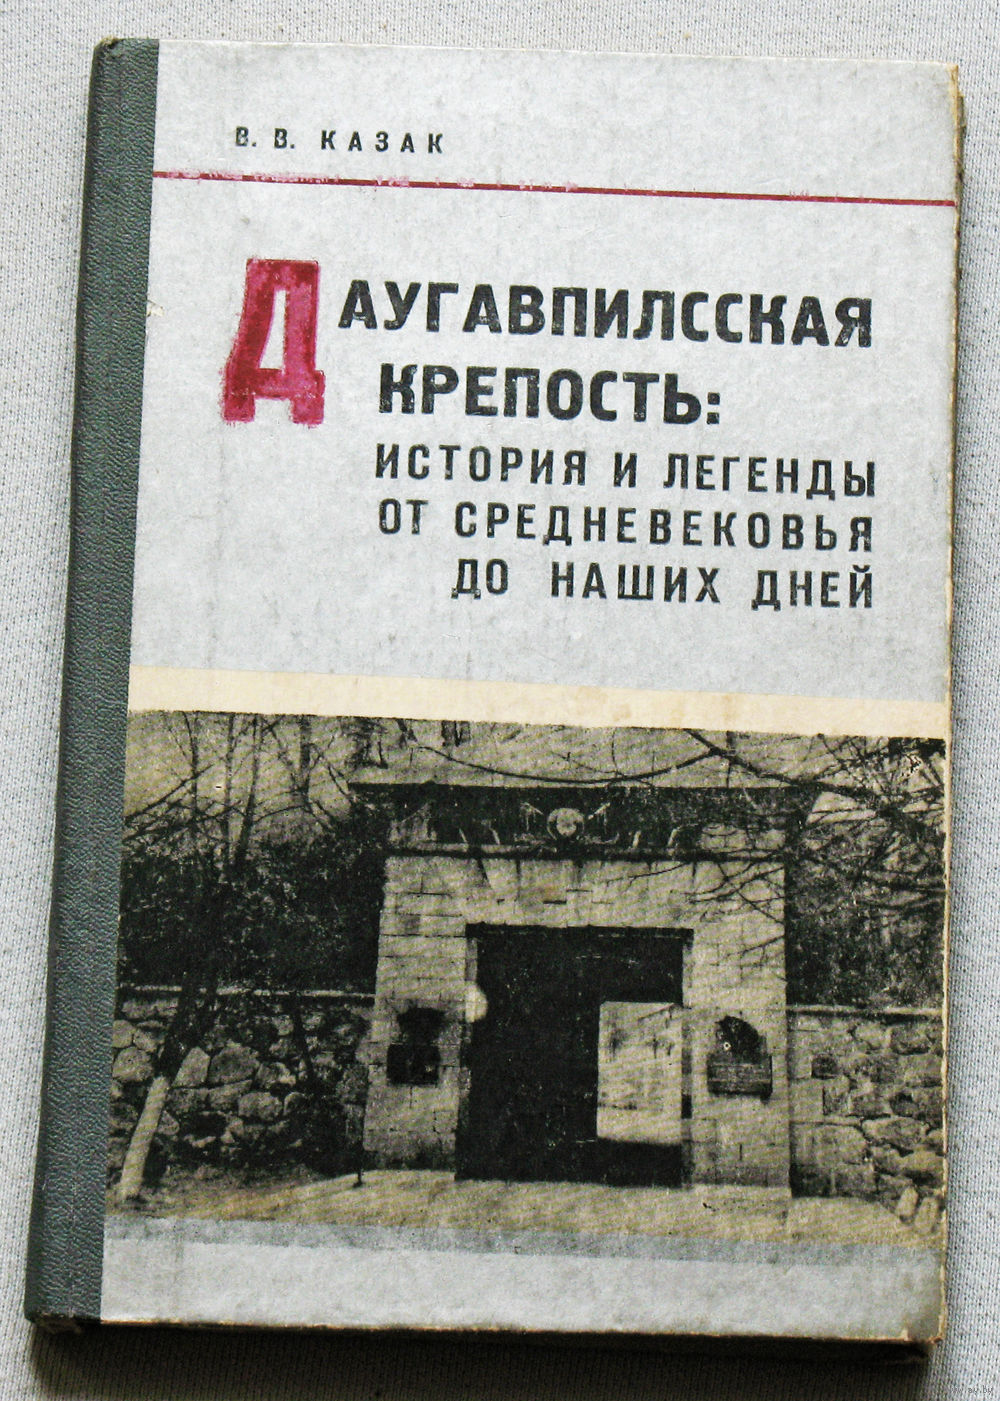 В. В. КАЗАК
ДАУГАВПИЛССКАЯ
КРЕПОСТЬ:
ИСТОРИЯ И ЛЕГЕНДЫ
ОТ СРЕДНЕВЕКОВЬЯ
ДО НАШИХ ДНЕЙ